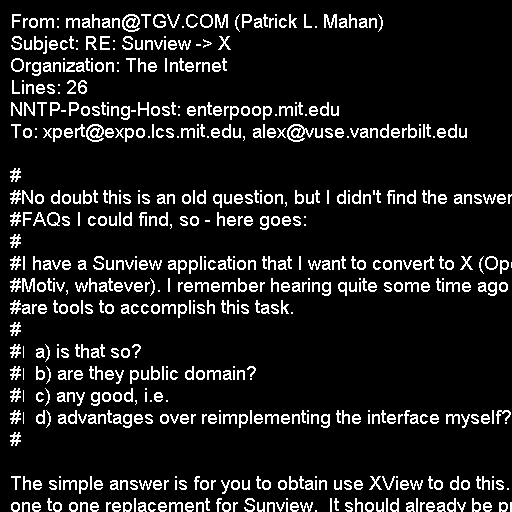 From: mahan@TGV.COM (Patrick L. Mahan)
Subject: RE: Sunview -> X
Organization: The Internet
Lines: 26
NNTP-Posting-Host: enterpoop.mit.edu
To: xpert@expo.lcs.mit.edu, alex@vuse.vanderbilt.edu

#
#No doubt this is an old question, but I didn't find the answer
#FAQs I could find, so - here goes:
#
#I have a Sunview application that I want to convert to X
#Motiv, whatever). I remember hearing quite some time ago
#are tools to accomplish this task.
#
# a) is that so?
# b) are they public domain?
# c) any good, i.e.
# d) advantages over reimplementing the interface myself?
#

The simple answer is for you to obtain use XView to do this.
one to one replacement for Sunview.  It should already be